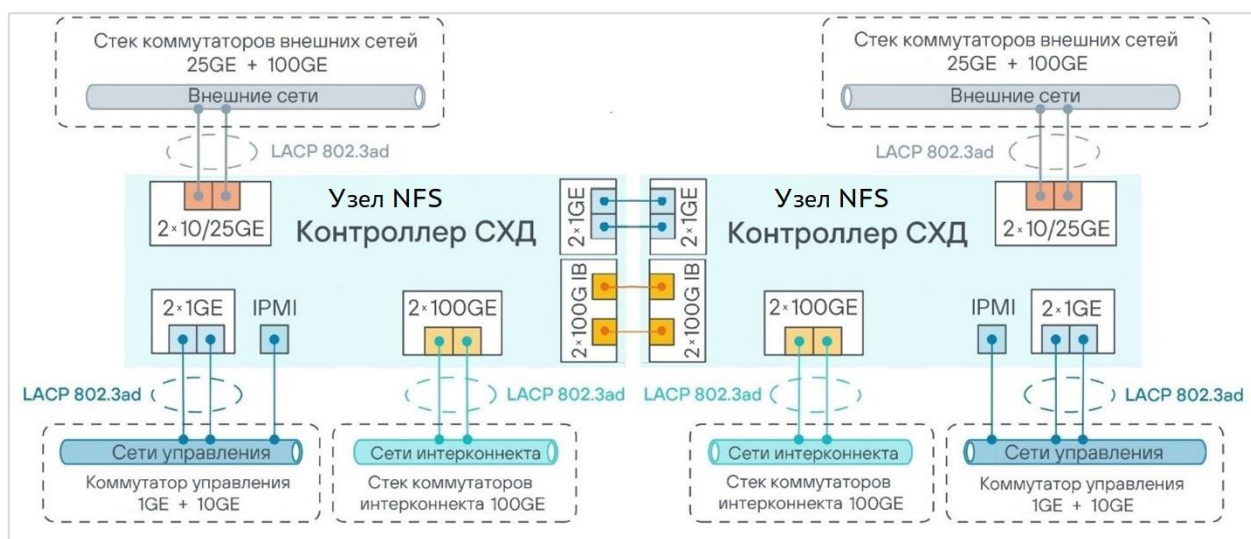 Стек коммутаторов внешних сетей
25GE + 100GE
Внешние сети
LACP 802.3ad
Стек коммутаторов внешних сетей
25GE + 100GE
Внешние сети
LACP 802.3ad
2×10/25GE
Узел NFS
Контроллер СХД
2×1GE
2×100G IB
2×1GE
IPMI
2×100GE
2×1GE
2×100G IB
Узел NFS
Контроллер СХД
2×10/25GE
2×100GE
IPMI
2×1GE
LACP 802.3ad
LACP 802.3ad
LACP 802.3ad
LACP 802.3ad
Сети управления
Коммутатор управления
1GE + 10GE
Сети интерконнекта
Стек коммутаторов
интерконнекта 100GE
Сети интерконнекта
Стек коммутаторов
интерконнекта 100GE
Сети управления
Коммутатор управления
1GE + 10GE